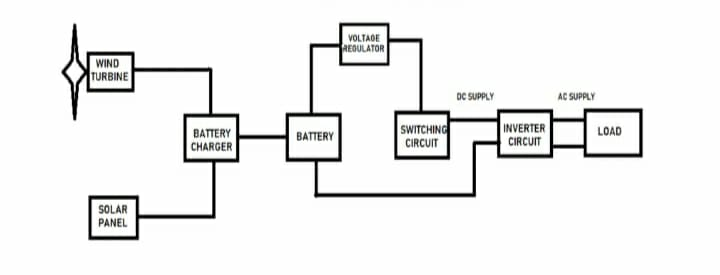 VOLTAGE
REGULATOR
WIND
TURBINE
DC SUPPLY
AC SUPPLY
BATTERY
CHARGER
BATTERY
SWITCHING
CIRCUIT
INVERTER
CIRCUIT
LOAD
SOLAR
PANEL